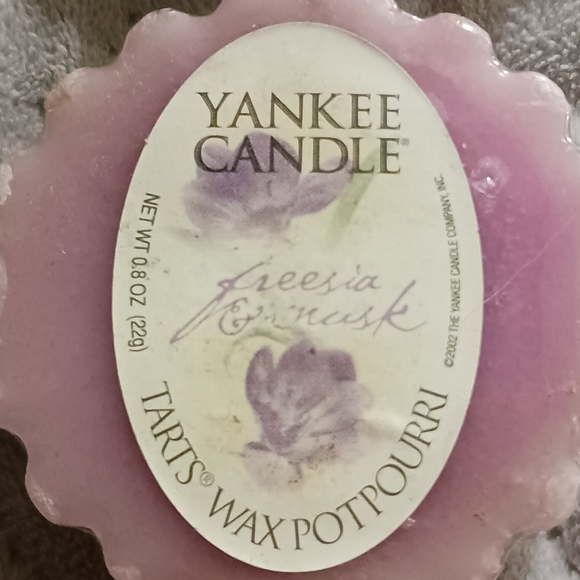 YANKEE
CANDLE®
freesia
& musk
NET WT 0.8 OZ (22g)
©2002 THE YANKEE CANDLE COMPANY, INC.
TARTS® WAX POTPOURRI